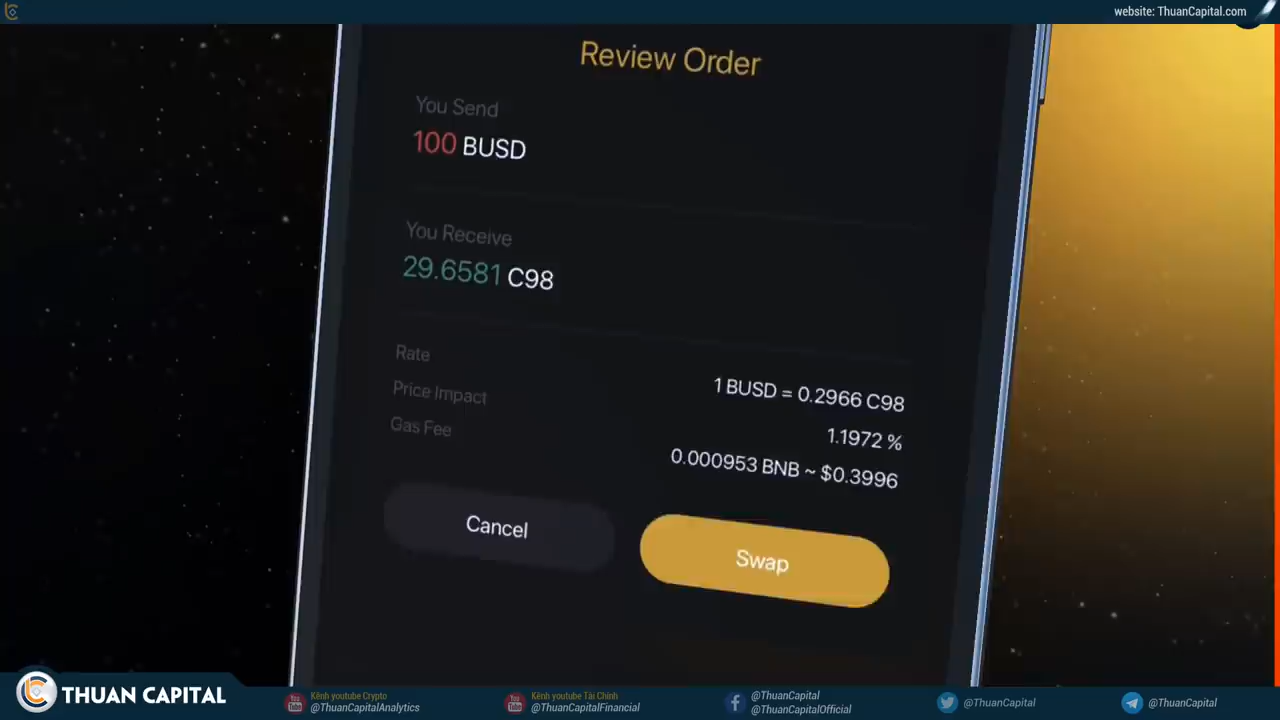 website: ThuanCapital.com
Review Order
You Send
100 BUSD
You Receive
29.6581 C98
Rate
1 BUSD = 0.2966 C98
Price Impact
1.1972 %
Gas Fee
0.000953 BNB ~ $0.3996
Cancel
Swap
THUAN CAPITAL
Kênh youtube Crypto
@ThuanCapitalAnalytics
Kênh youtube Tài Chính
@ThuanCapitalFinancial
@ThuanCapital
@ThuanCapitalOfficial
@ThuanCapital
@ThuanCapital